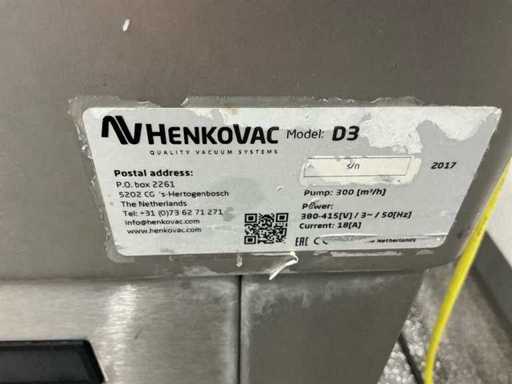 HENKOVAC Model: D3
QUALITY VACUUM SYSTEMS
s/n 2017
Postal address:
P.O. box 2261
5202 CG 's-Hertogenbosch
The Netherlands
Tel: +31 (0)73 62 71 271
info@henkovac.com
www.henkovac.com
Pump: 300 [m³/h]
Power:
380-415[V] / 3~ / 50[Hz]
Current: 18[A]
EAC Netherlands